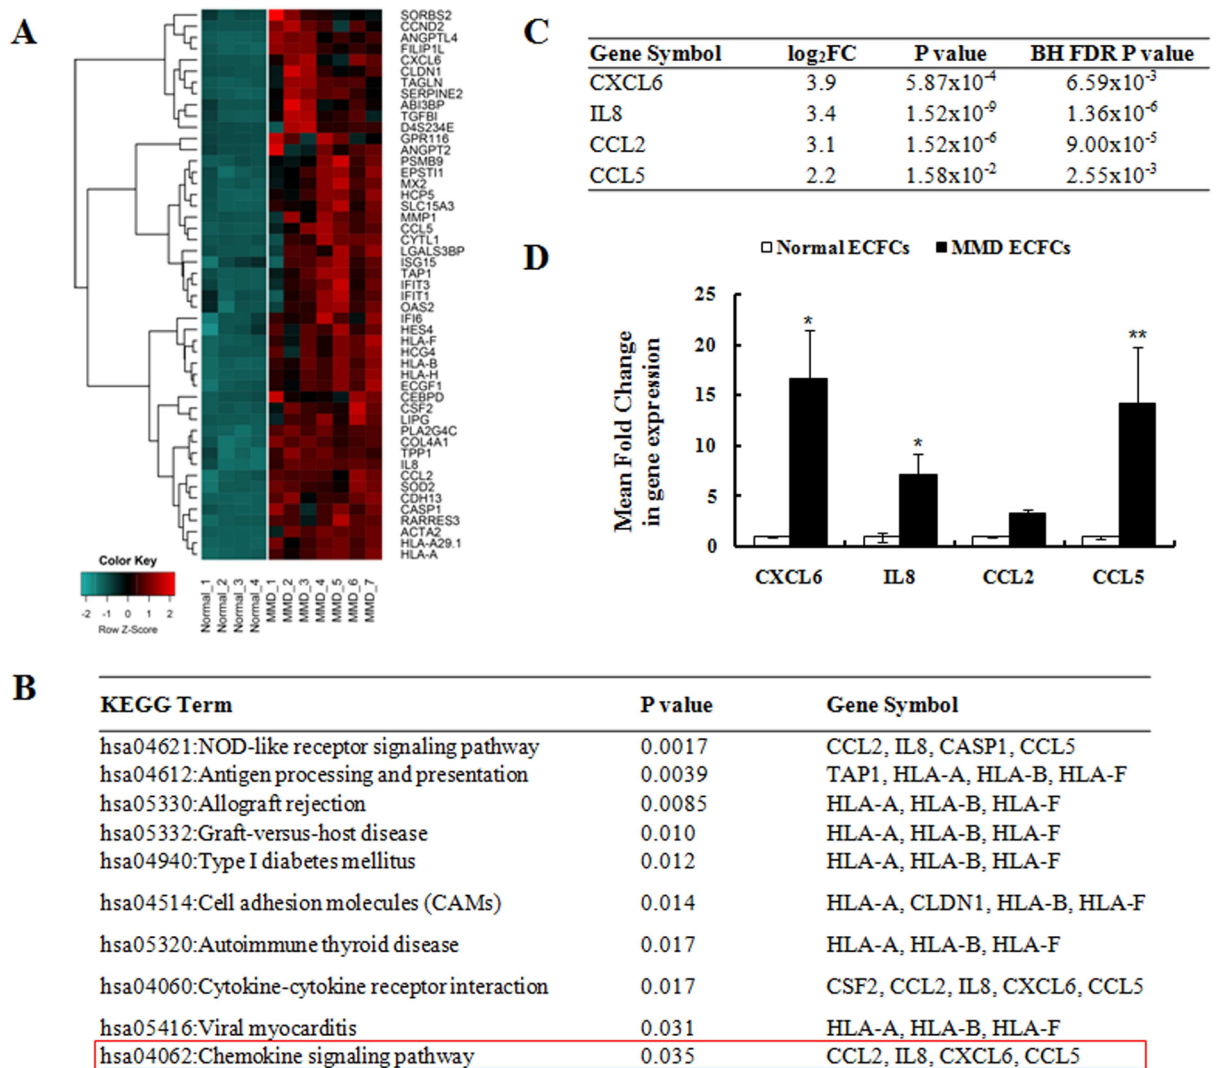 A
SORBS2
CCND2
ANGPTL4
FILIP1L
CXCL6
CLDN1
TAGLN
SERPINE2
ABI3BP
TGFBI
D4S234E
GPR116
ANGPT2
PSMB9
EPSTI1
MX2
HCP5
SLC15A3
MMP1
CCL5
CYTL1
LGALS3BP
ISG15
TAP1
IFIT3
IFIT1
OAS2
IFI6
HES4
HLA-F
HCG4
HLA-B
HLA-H
ECGF1
CEBPD
CSF2
LIPG
PLA2G4C
COL4A1
TPP1
IL8
CCL2
SOD2
CDH13
CASP1
RARRES3
ACTA2
HLA-A29.1
HLA-A
Color Key
-2 -1 0 1 2
Row Z-Score
Normal_1
Normal_2
Normal_3
Normal_4
MMD_1
MMD_2
MMD_3
MMD_4
MMD_5
MMD_6
MMD_7
C
Gene Symbol log₂FC P value BH FDR P value
CXCL6 3.9 5.87x10⁻⁴ 6.59x10⁻³
IL8 3.4 1.52x10⁻⁹ 1.36x10⁻⁶
CCL2 3.1 1.52x10⁻⁶ 9.00x10⁻⁵
CCL5 2.2 1.58x10⁻² 2.55x10⁻³
D
Normal ECFCs MMD ECFCs
Mean Fold Change
in gene expression
25
20
15
10
5
0
*
*
**
CXCL6 IL8 CCL2 CCL5
B
KEGG Term P value Gene Symbol
hsa04621:NOD-like receptor signaling pathway 0.0017 CCL2, IL8, CASP1, CCL5
hsa04612:Antigen processing and presentation 0.0039 TAP1, HLA-A, HLA-B, HLA-F
hsa05330:Allograft rejection 0.0085 HLA-A, HLA-B, HLA-F
hsa05332:Graft-versus-host disease 0.010 HLA-A, HLA-B, HLA-F
hsa04940:Type I diabetes mellitus 0.012 HLA-A, HLA-B, HLA-F
hsa04514:Cell adhesion molecules (CAMs) 0.014 HLA-A, CLDN1, HLA-B, HLA-F
hsa05320:Autoimmune thyroid disease 0.017 HLA-A, HLA-B, HLA-F
hsa04060:Cytokine-cytokine receptor interaction 0.017 CSF2, CCL2, IL8, CXCL6, CCL5
hsa05416:Viral myocarditis 0.031 HLA-A, HLA-B, HLA-F
hsa04062:Chemokine signaling pathway 0.035 CCL2, IL8, CXCL6, CCL5